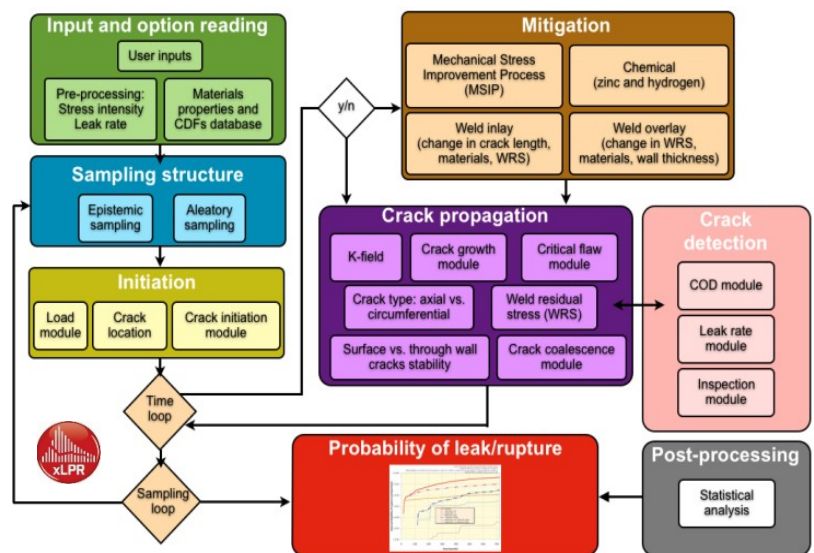 Input and option reading
User inputs
Pre-processing:
Stress intensity
Leak rate
Materials
properties and
CDFs database
Sampling structure
Epistemic
sampling
Aleatory
sampling
Initiation
Load
module
Crack
location
Crack initiation
module
Time
loop
Sampling
loop
xLPR
y/n
Mitigation
Mechanical Stress
Improvement Process
(MSIP)
Chemical
(zinc and hydrogen)
Weld inlay
(change in crack length,
materials, WRS)
Weld overlay
(change in WRS,
materials, wall thickness)
Crack propagation
K-field
Crack growth
module
Critical flaw
module
Crack type: axial vs.
circumferential
Weld residual
stress (WRS)
Surface vs. through wall
cracks stability
Crack coalescence
module
Crack
detection
COD module
Leak rate
module
Inspection
module
Probability of leak/rupture
Post-processing
Statistical
analysis